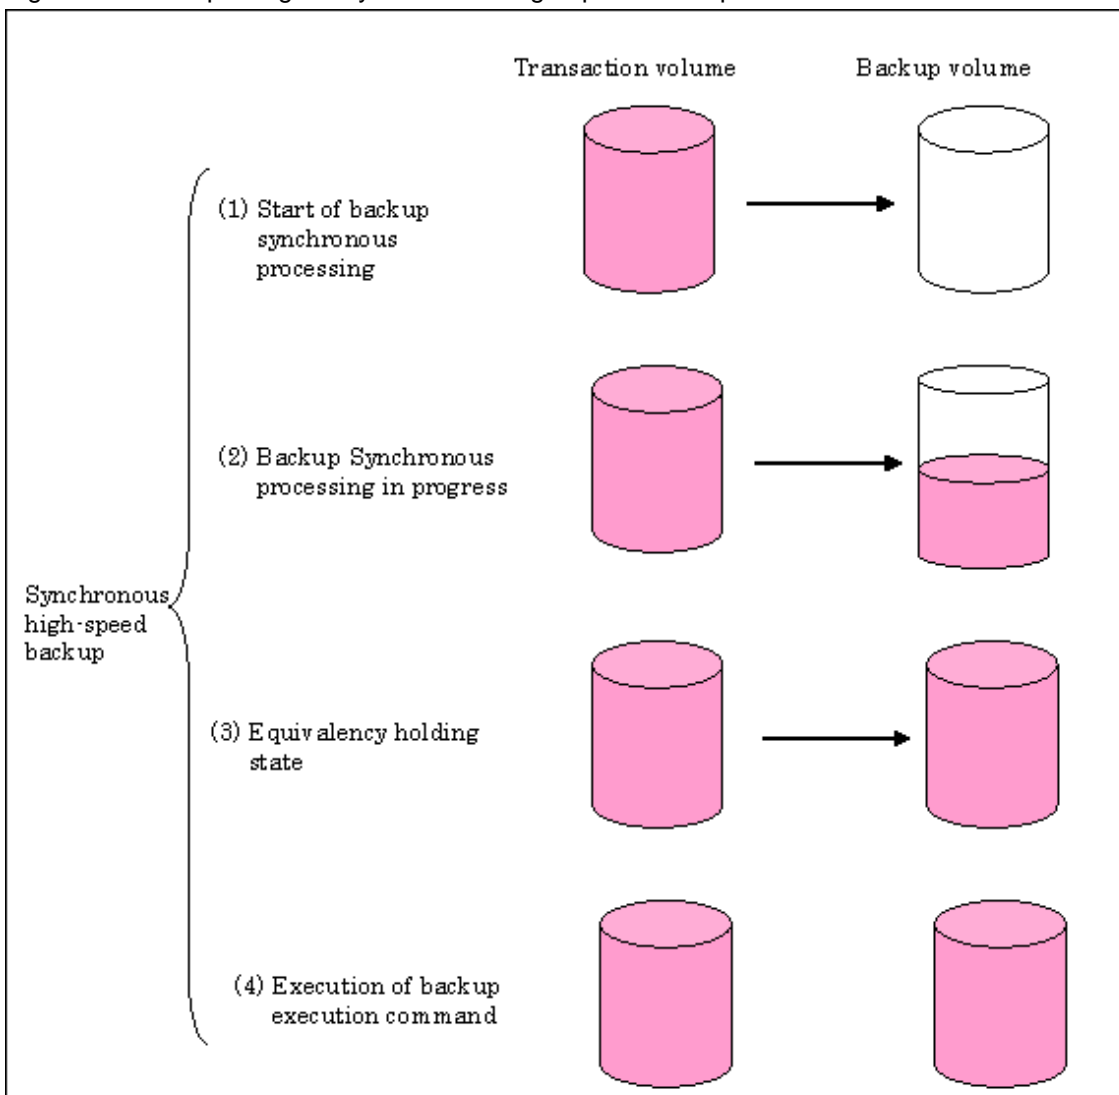 Transaction volume
Backup volume
(1) Start of backup
synchronous
processing
(2) Backup Synchronous
processing in progress
Synchronous
high-speed
backup
(3) Equivalency holding
state
(4) Execution of backup
execution command